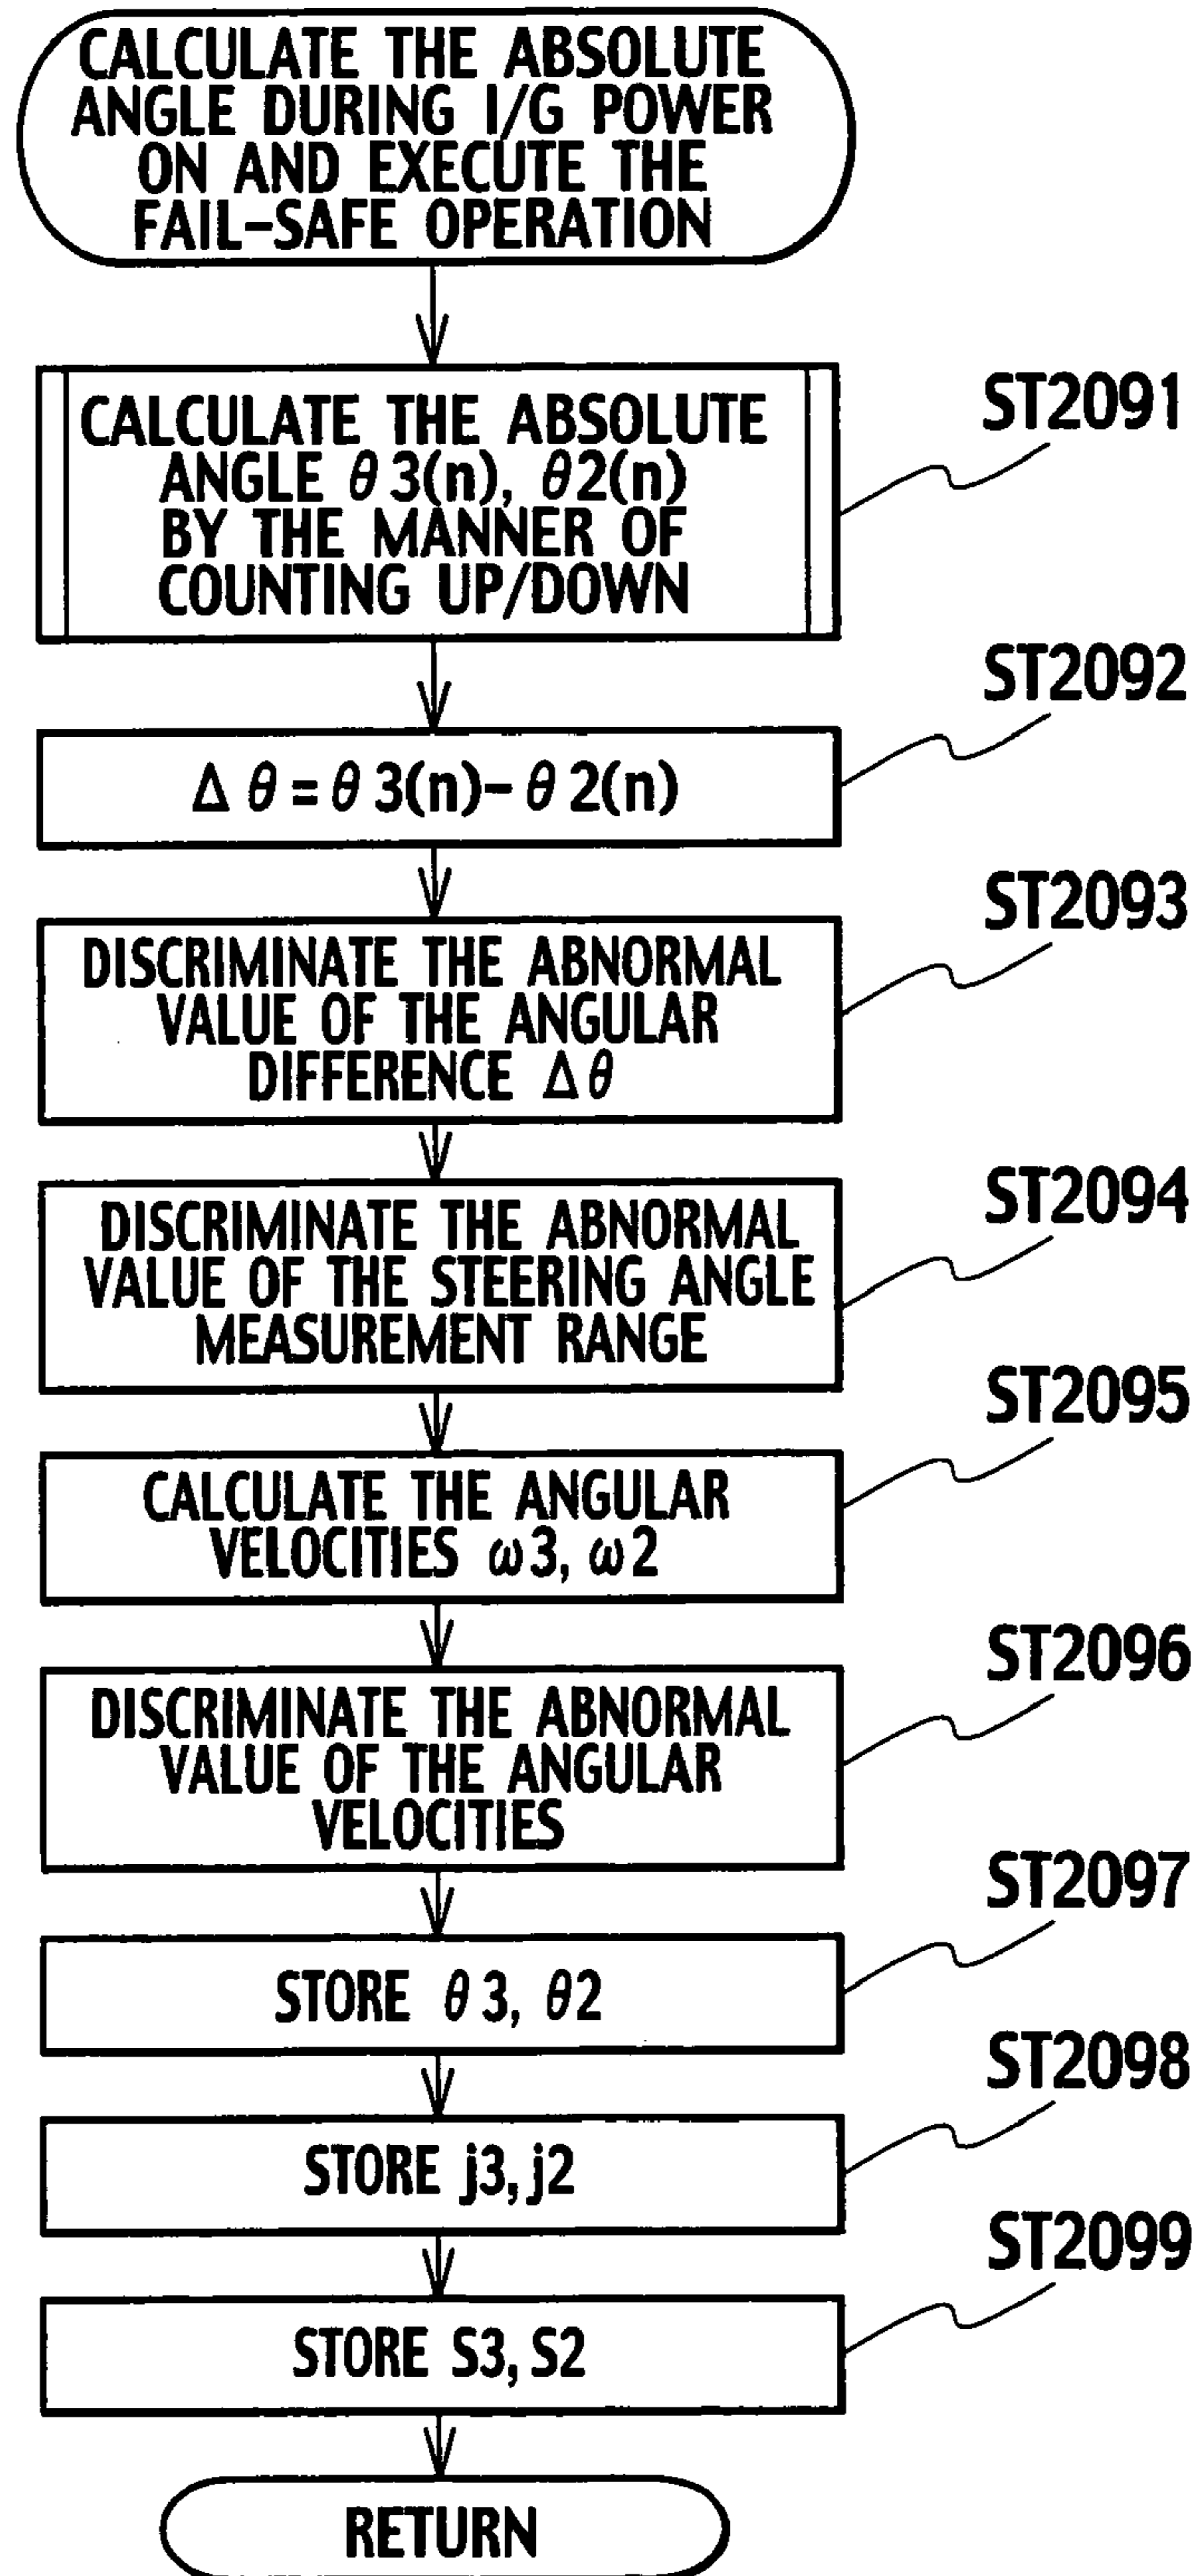 CALCULATE THE ABSOLUTE
ANGLE DURING I/G POWER
ON AND EXECUTE THE
FAIL-SAFE OPERATION
CALCULATE THE ABSOLUTE
ANGLE θ3(n), θ2(n)
BY THE MANNER OF
COUNTING UP/DOWN
ST2091
Δθ=θ3(n)-θ2(n)
ST2092
DISCRIMINATE THE ABNORMAL
VALUE OF THE ANGULAR
DIFFERENCE Δθ
ST2093
DISCRIMINATE THE ABNORMAL
VALUE OF THE STEERING ANGLE
MEASUREMENT RANGE
ST2094
CALCULATE THE ANGULAR
VELOCITIES ω3, ω2
ST2095
DISCRIMINATE THE ABNORMAL
VALUE OF THE ANGULAR
VELOCITIES
ST2096
STORE θ3, θ2
ST2097
STORE j3, j2
ST2098
STORE S3, S2
ST2099
RETURN